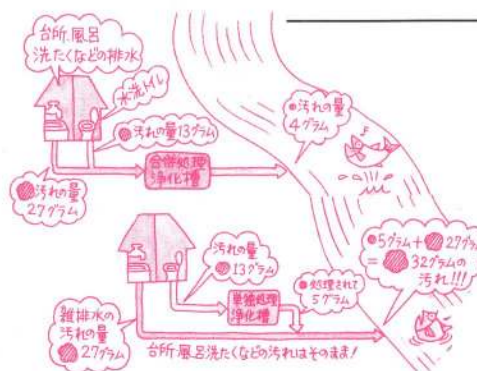 台所、風呂
洗たくなどの排水
水洗トイレ
汚れの量13グラム
合併処理
浄化槽
汚れの量
27グラム
汚れの量
4グラム
汚れの量
13グラム
単独処理
浄化槽
処理されて
5グラム
雑排水の
汚れの量
27グラム
台所、風呂洗たくなどの汚れはそのまま!
5グラム+27グラム
=32グラムの
汚れ!!!